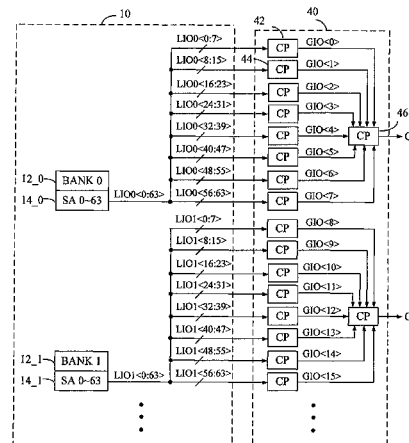 10
42
40
LIO0<0:7>
CP
GIO<0>
LIO0<8:15>
44
CP
GIO<1>
LIO0<16:23>
CP
GIO<2>
LIO0<24:31>
CP
GIO<3>
46
LIO0<32:39>
CP
GIO<4>
CP
G
LIO0<40:47>
CP
GIO<5>
LIO0<48:55>
CP
GIO<6>
12_0
BANK 0
14_0
SA 0~63
LIO0<0:63>
LIO0<56:63>
CP
GIO<7>
LIO1<0:7>
CP
GIO<8>
LIO1<8:15>
CP
GIO<9>
LIO1<16:23>
CP
GIO<10>
LIO1<24:31>
CP
GIO<11>
LIO1<32:39>
CP
GIO<12>
CP
G
LIO1<40:47>
CP
GIO<13>
12_1
BANK 1
LIO1<48:55>
CP
GIO<14>
14_1
SA 0~63
LIO1<0:63>
LIO1<56:63>
CP
GIO<15>